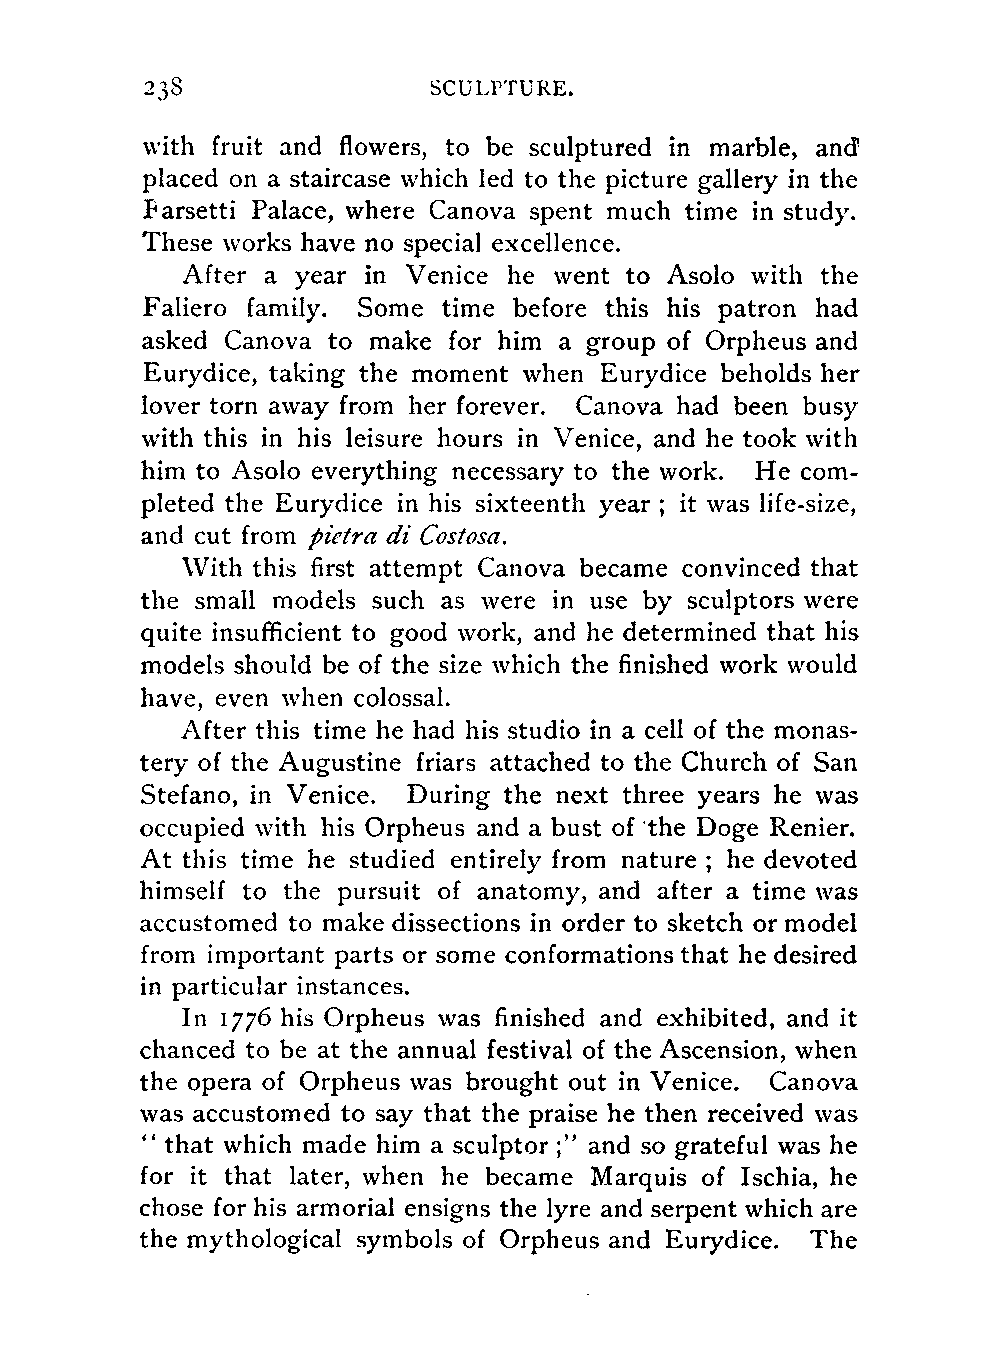 238 SCULPTURE.
with fruit and flowers, to be sculptured in marble, and
placed on a staircase which led to the picture gallery in the
Farsetti Palace, where Canova spent much time in study.
These works have no special excellence.
After a year in Venice he went to Asolo with the
Faliero family. Some time before this his patron had
asked Canova to make for him a group of Orpheus and
Eurydice, taking the moment when Eurydice beholds her
lover torn away from her forever. Canova had been busy
with this in his leisure hours in Venice, and he took with
him to Asolo everything necessary to the work. He com-
pleted the Eurydice in his sixteenth year ; it was life-size,
and cut from pietra di Costosa.
With this first attempt Canova became convinced that
the small models such as were in use by sculptors were
quite insufficient to good work, and he determined that his
models should be of the size which the finished work would
have, even when colossal.
After this time he had his studio in a cell of the monas-
tery of the Augustine friars attached to the Church of San
Stefano, in Venice. During the next three years he was
occupied with his Orpheus and a bust of the Doge Renier.
At this time he studied entirely from nature ; he devoted
himself to the pursuit of anatomy, and after a time was
accustomed to make dissections in order to sketch or model
from important parts or some conformations that he desired
in particular instances.
In 1776 his Orpheus was finished and exhibited, and it
chanced to be at the annual festival of the Ascension, when
the opera of Orpheus was brought out in Venice. Canova
was accustomed to say that the praise he then received was
“ that which made him a sculptor ;” and so grateful was he
for it that later, when he became Marquis of Ischia, he
chose for his armorial ensigns the lyre and serpent which are
the mythological symbols of Orpheus and Eurydice. The